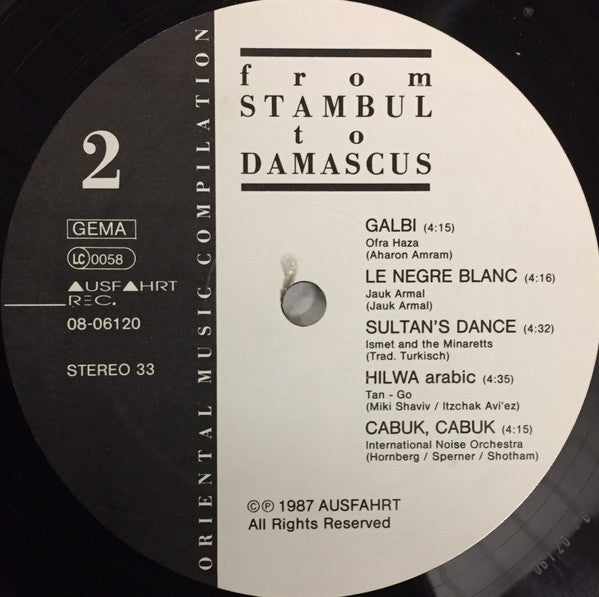 from
STAMBUL
to
DAMASCUS
ORIENTAL MUSIC COMPILATION
2
GEMA
LC 0058
AUSFAHRT
REC.
08-06120
STEREO 33
GALBI (4:15)
Ofra Haza
(Aharon Amram)
LE NEGRE BLANC (4:16)
Jauk Armal
(Jauk Armal)
SULTAN'S DANCE (4:32)
Ismet and the Minaretts
(Trad. Turkisch)
HILWA arabic (4:35)
Tan - Go
(Miki Shaviv / Itzchak Avi'ez)
CABUK, CABUK (4:15)
International Noise Orchestra
(Hornberg / Sperner / Shotham)
©℗ 1987 AUSFAHRT
All Rights Reserved